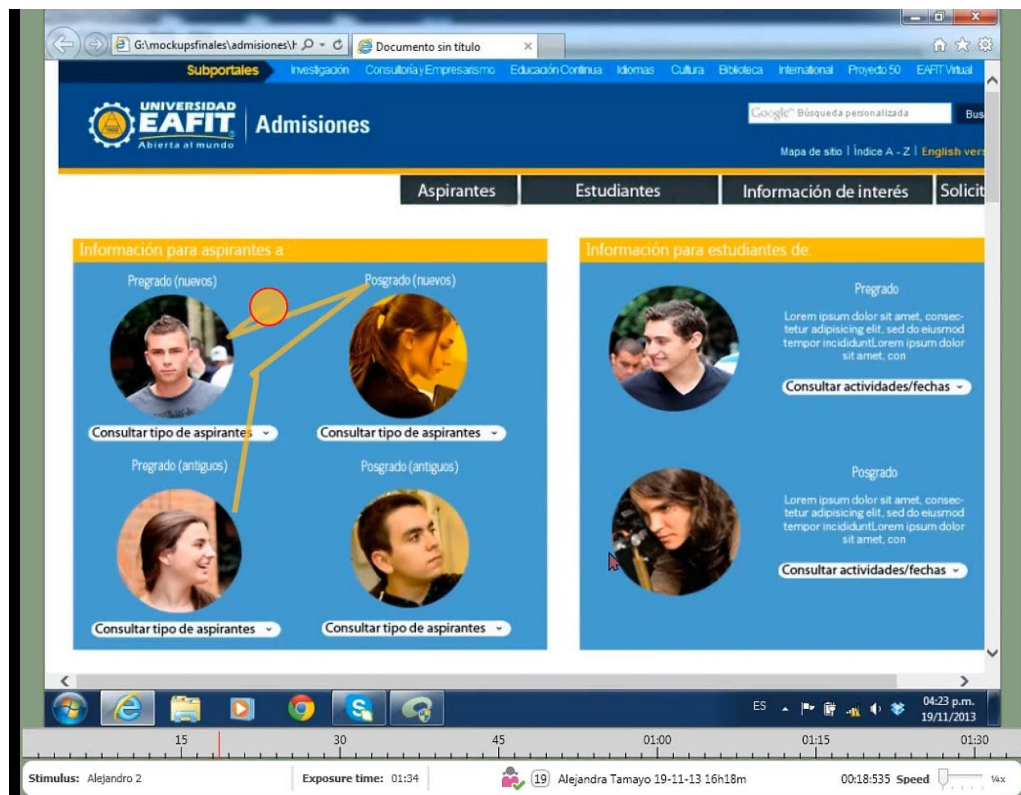 G:\mockupsfinales\admisiones\h
Documento sin título
Subportales Investigación Consultoría y Empresarismo Educación Continua Idiomas Cultura Biblioteca International Proyecto 50 EAFIT Virtual
UNIVERSIDAD
EAFIT
Abierta al mundo
Admisiones
Google™ Búsqueda personalizada Bus
Mapa de sitio | Índice A - Z | English vers
Aspirantes Estudiantes Información de interés Solicit
Información para aspirantes a :
Pregrado (nuevos) Posgrado (nuevos)
Consultar tipo de aspirantes Consultar tipo de aspirantes
Pregrado (antiguos) Posgrado (antiguos)
Consultar tipo de aspirantes Consultar tipo de aspirantes
Información para estudiantes de:
Pregrado
Lorem ipsum dolor sit amet, consec-
tetur adipisicing elit, sed do eiusmod
tempor incididuntLorem ipsum dolor
sit amet, con
Consultar actividades/fechas
Posgrado
Lorem ipsum dolor sit amet, consec-
tetur adipisicing elit, sed do eiusmod
tempor incididuntLorem ipsum dolor
sit amet, con
Consultar actividades/fechas
ES 04:23 p.m.
19/11/2013
15 30 45 01:00 01:15 01:30
Stimulus: Alejandro 2 Exposure time: 01:34 19 Alejandra Tamayo 19-11-13 16h18m 00:18:535 Speed ¼x